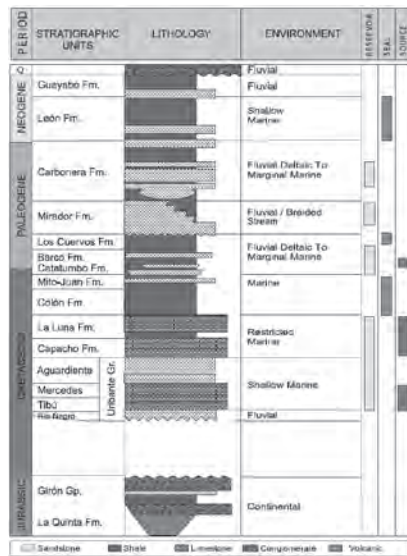 PERIOD
STRATIGRAPHIC UNITS
LITHOLOGY
ENVIRONMENT
RESERVOIR
SEAL
SOURCE
Q
Fluvial
NEOGENE
Guayabo Fm.
Fluvial
León Fm.
Shallow Marine
PALEOGENE
Carbonera Fm.
Fluvial Deltaic To Marginal Marine
Mirador Fm.
Fluvial / Braided Stream
Los Cuervos Fm.
Barco Fm.
Catatumbo Fm.
Fluvial Deltaic To Marginal Marine
CRETACEOUS
Mito-Juan Fm.
Colón Fm.
Marine
La Luna Fm.
Capacho Fm.
Restricted Marine
Aguardiente
Mercedes
Tibú
Uribante Gr.
Shallow Marine
Rio Negro
Fluvial
JURASSIC
Girón Gp.
La Quinta Fm.
Continental
Sandstone
Shale
Limestone
Conglomerate
Volcanic